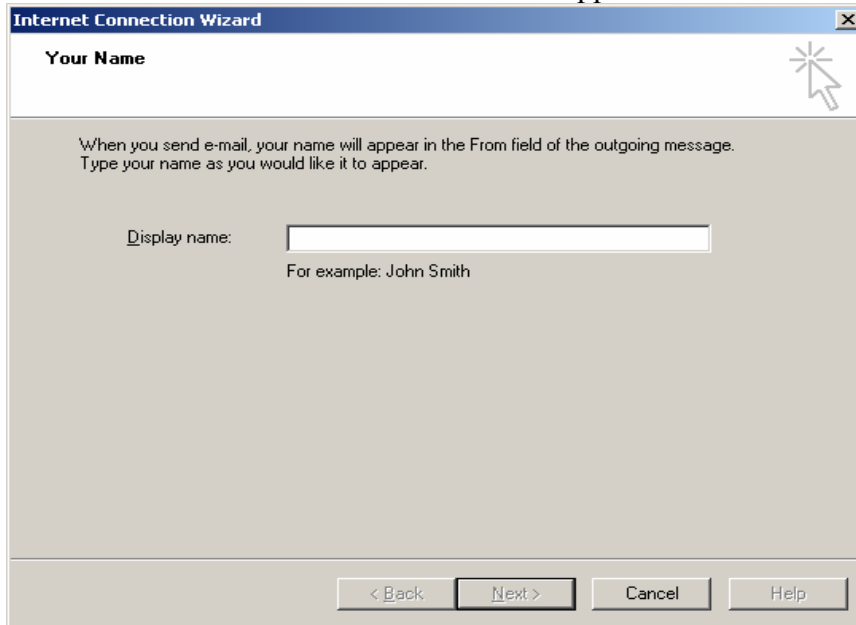 Internet Connection Wizard
Your Name
When you send e-mail, your name will appear in the From field of the outgoing message.
Type your name as you would like it to appear.
Display name:
For example: John Smith
< Back Next > Cancel Help